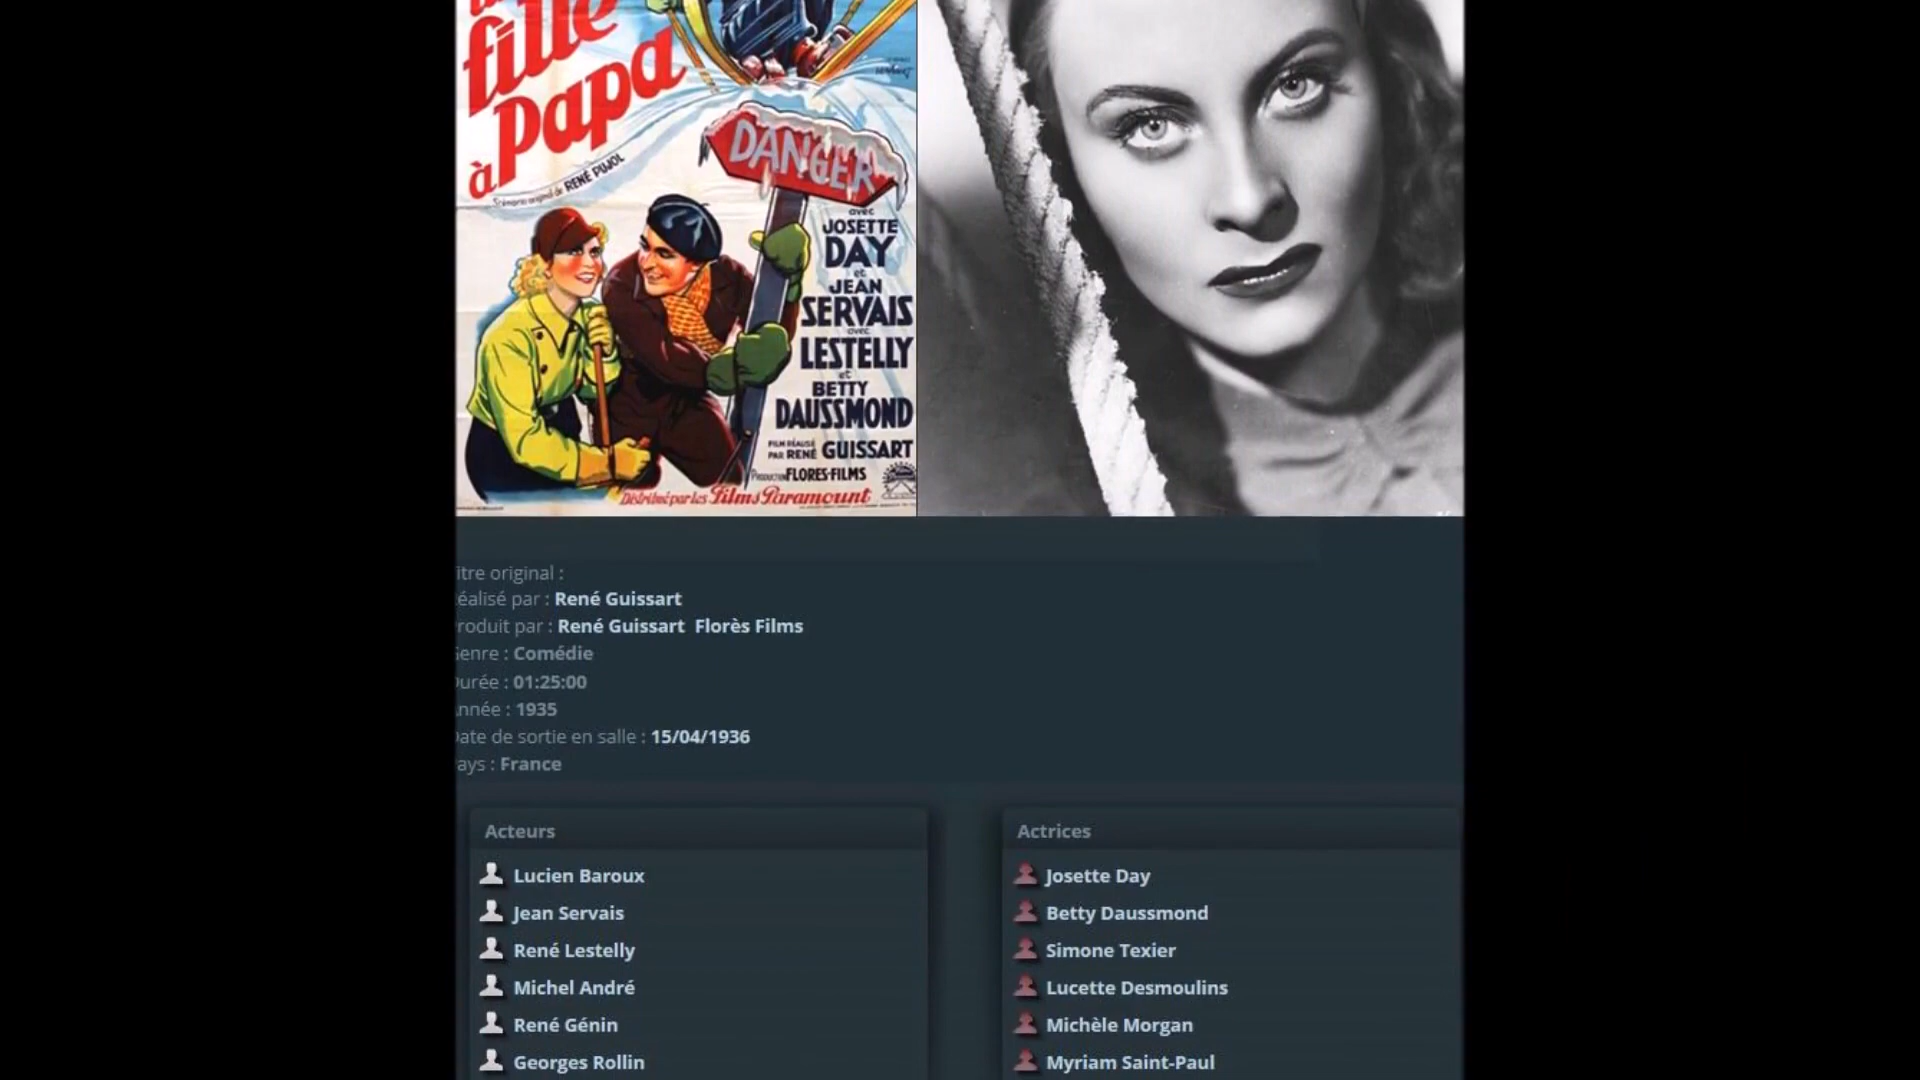 fille
à Papa
Scénario original de RENÉ PUJOL
DANGER
avec
JOSETTE
DAY
et
JEAN
SERVAIS
avec
LESTELLY
et
BETTY
DAUSSMOND
FILM RÉALISÉ
PAR RENÉ GUISSART
PRODUCTION FLORES-FILMS
Distribué par les Films Paramount
itre original :
éalisé par : René Guissart
roduit par : René Guissart Florès Films
Genre : Comédie
Durée : 01:25:00
Année : 1935
Date de sortie en salle : 15/04/1936
ays : France
Acteurs
Lucien Baroux
Jean Servais
René Lestelly
Michel André
René Génin
Georges Rollin
Actrices
Josette Day
Betty Daussmond
Simone Texier
Lucette Desmoulins
Michèle Morgan
Myriam Saint-Paul